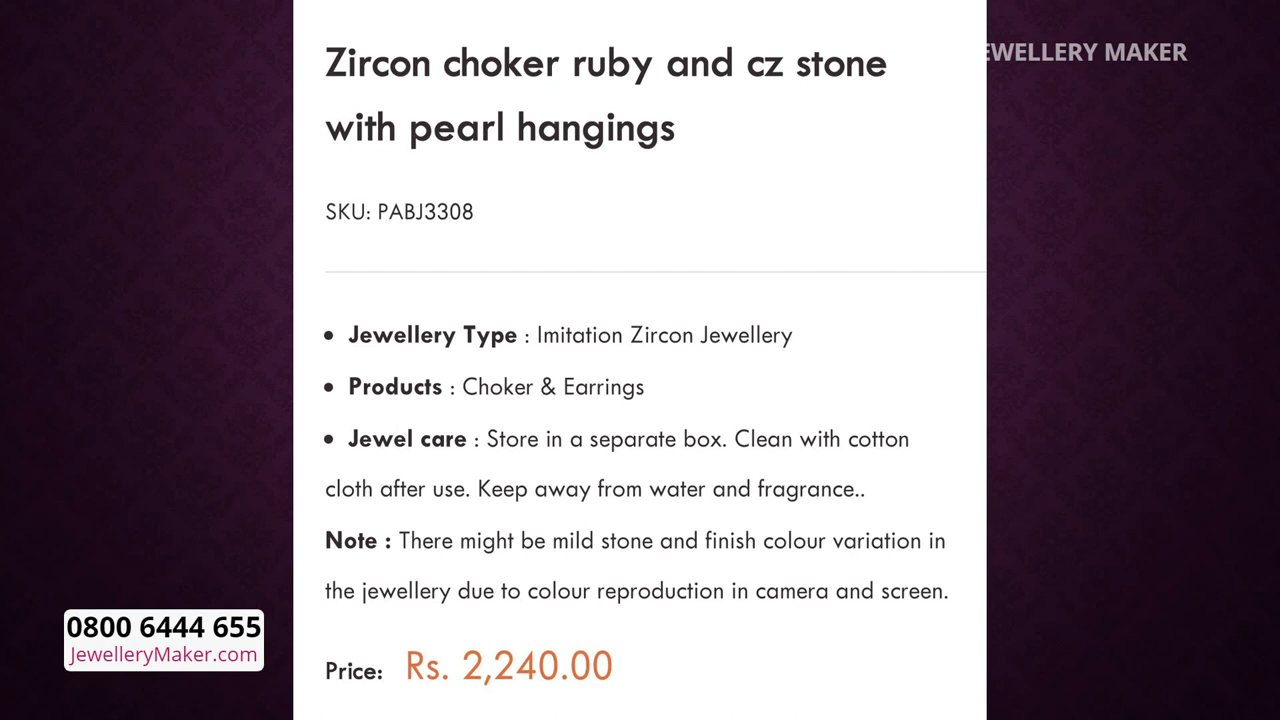 Zircon choker ruby and cz stone
with pearl hangings
EWELLERY MAKER
SKU: PABJ3308
• Jewellery Type : Imitation Zircon Jewellery
• Products : Choker & Earrings
• Jewel care : Store in a separate box. Clean with cotton
cloth after use. Keep away from water and fragrance..
Note : There might be mild stone and finish colour variation in
the jewellery due to colour reproduction in camera and screen.
Price: Rs. 2,240.00
0800 6444 655
JewelleryMaker.com